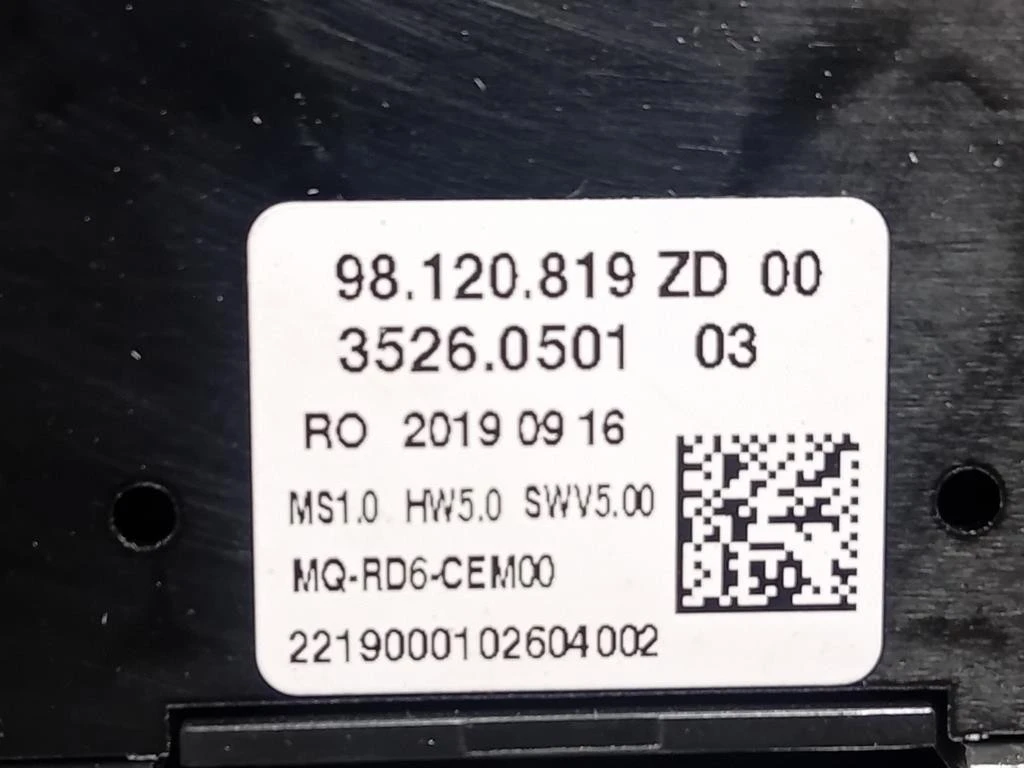 98.120.819 ZD 00
3526.0501 03
RO 2019 09 16
MS1.0 HW5.0 SWV5.00
MQ-RD6-CEM00
2219000102604002